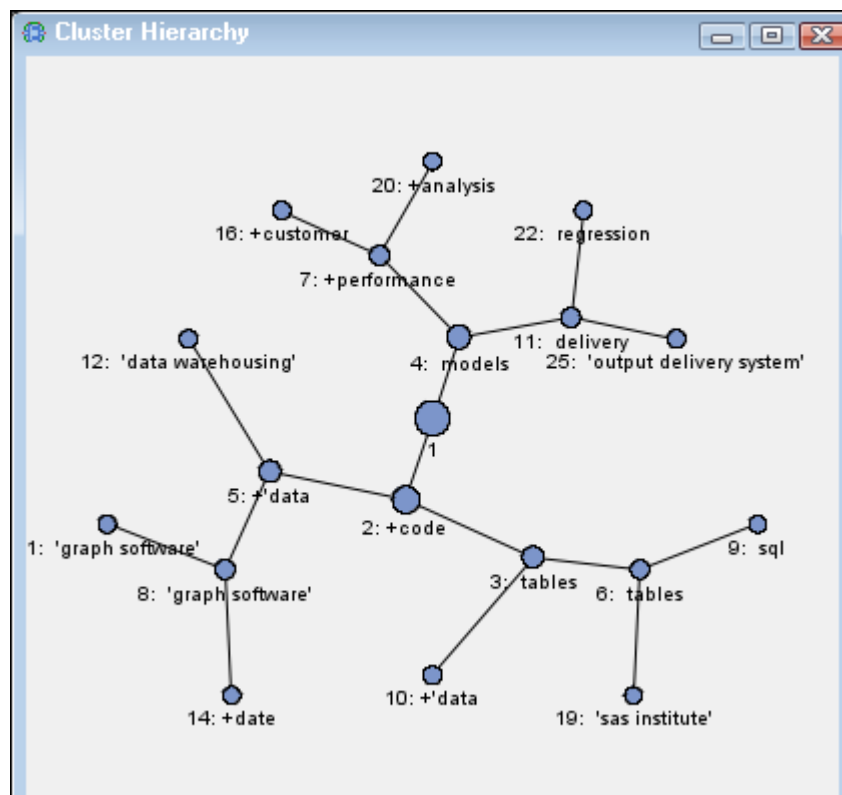 Cluster Hierarchy
20: +analysis
16: +customer
22: regression
7: +performance
11: delivery
12: 'data warehousing'
4: models
25: 'output delivery system'
1
5: +'data
2: +code
1: 'graph software'
9: sql
3: tables
8: 'graph software'
6: tables
10: +'data
14: +date
19: 'sas institute'